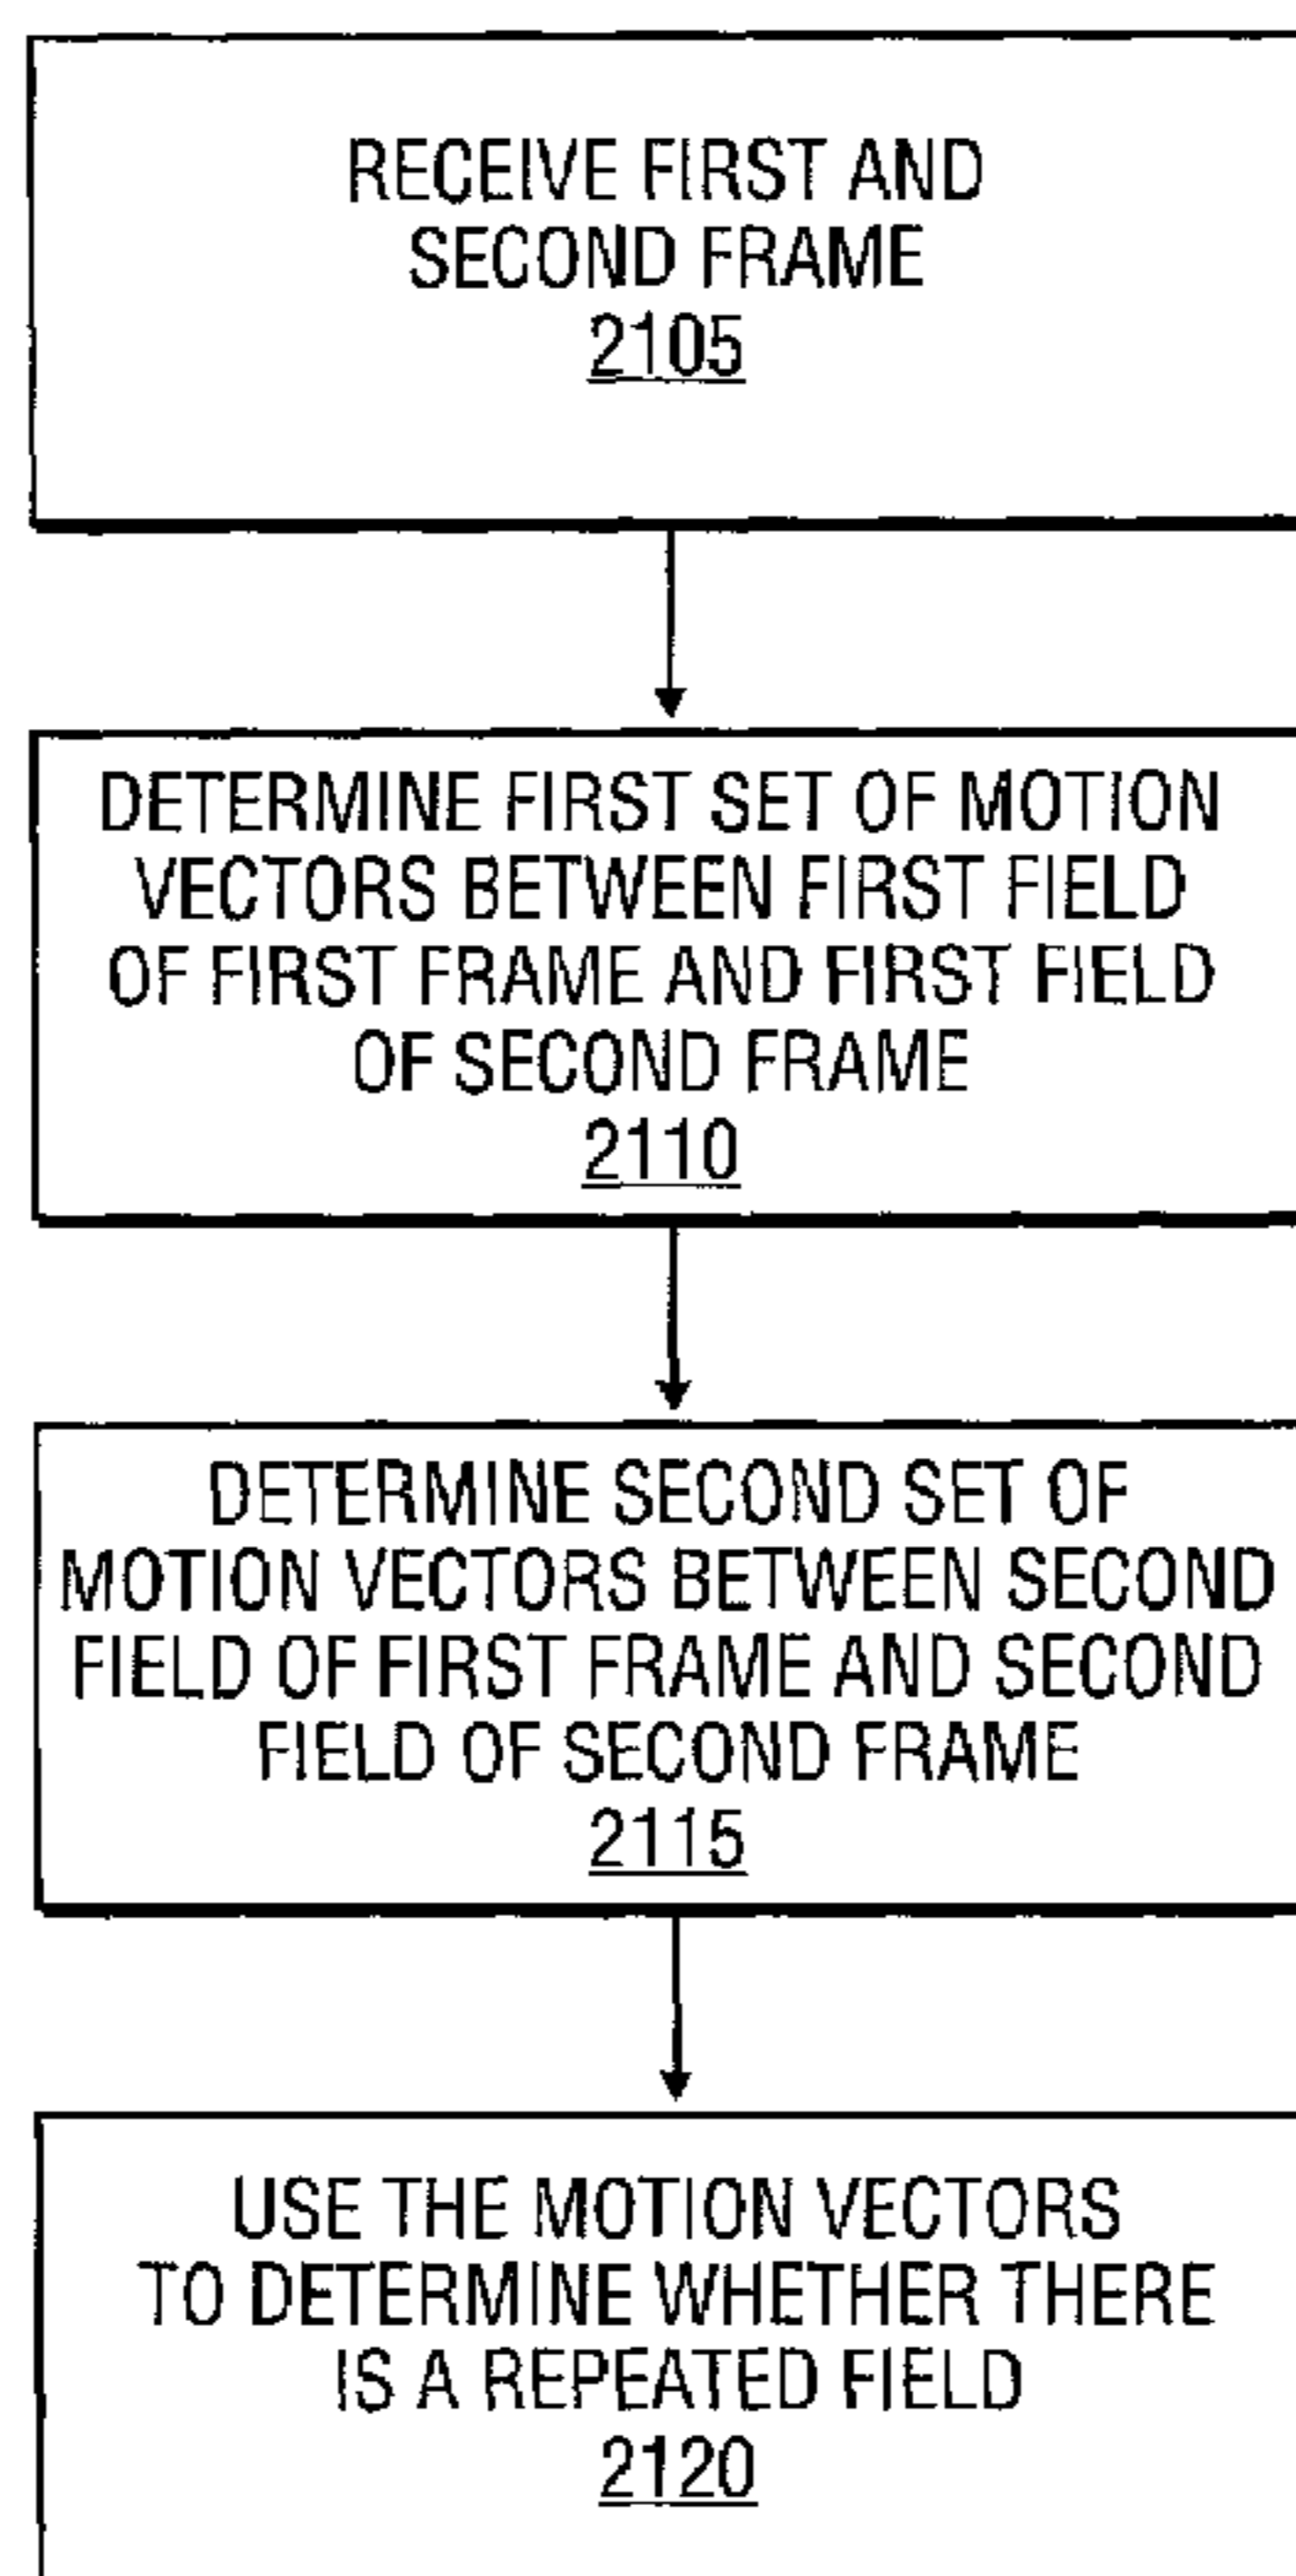 RECEIVE FIRST AND
SECOND FRAME
2105
DETERMINE FIRST SET OF MOTION
VECTORS BETWEEN FIRST FIELD
OF FIRST FRAME AND FIRST FIELD
OF SECOND FRAME
2110
DETERMINE SECOND SET OF
MOTION VECTORS BETWEEN SECOND
FIELD OF FIRST FRAME AND SECOND
FIELD OF SECOND FRAME
2115
USE THE MOTION VECTORS
TO DETERMINE WHETHER THERE
IS A REPEATED FIELD
2120